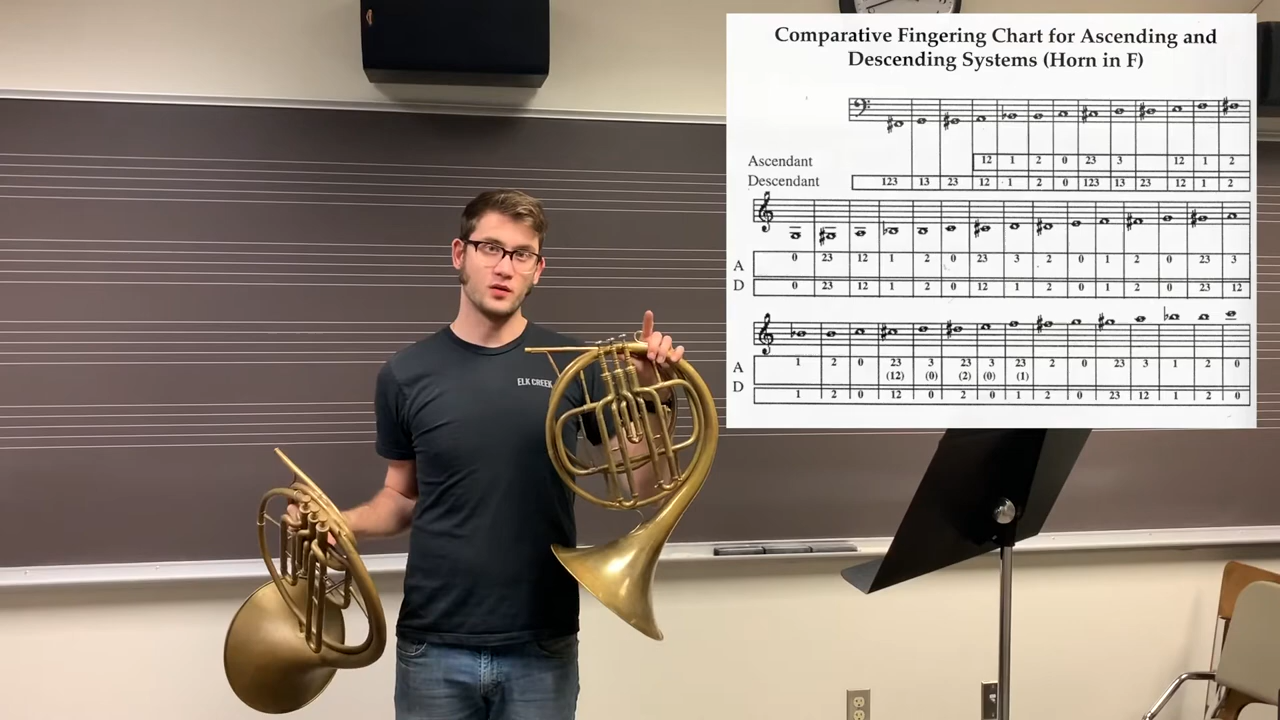 Comparative Fingering Chart for Ascending and
Descending Systems (Horn in F)
Ascendant 12 1 2 0 23 3 12 1 2
Descendant 123 13 23 12 1 2 0 123 13 23 12 1 2
A 0 23 12 1 2 0 23 3 2 0 1 2 0 23 3
D 0 23 12 1 2 0 12 1 2 0 1 2 0 23 12
A 1 2 0 23 3 23 3 23 2 0 23 3 1 2 0
(12) (0) (2) (0) (1)
D 1 2 0 12 0 2 0 1 2 0 23 12 1 2 0
ELK CREEK